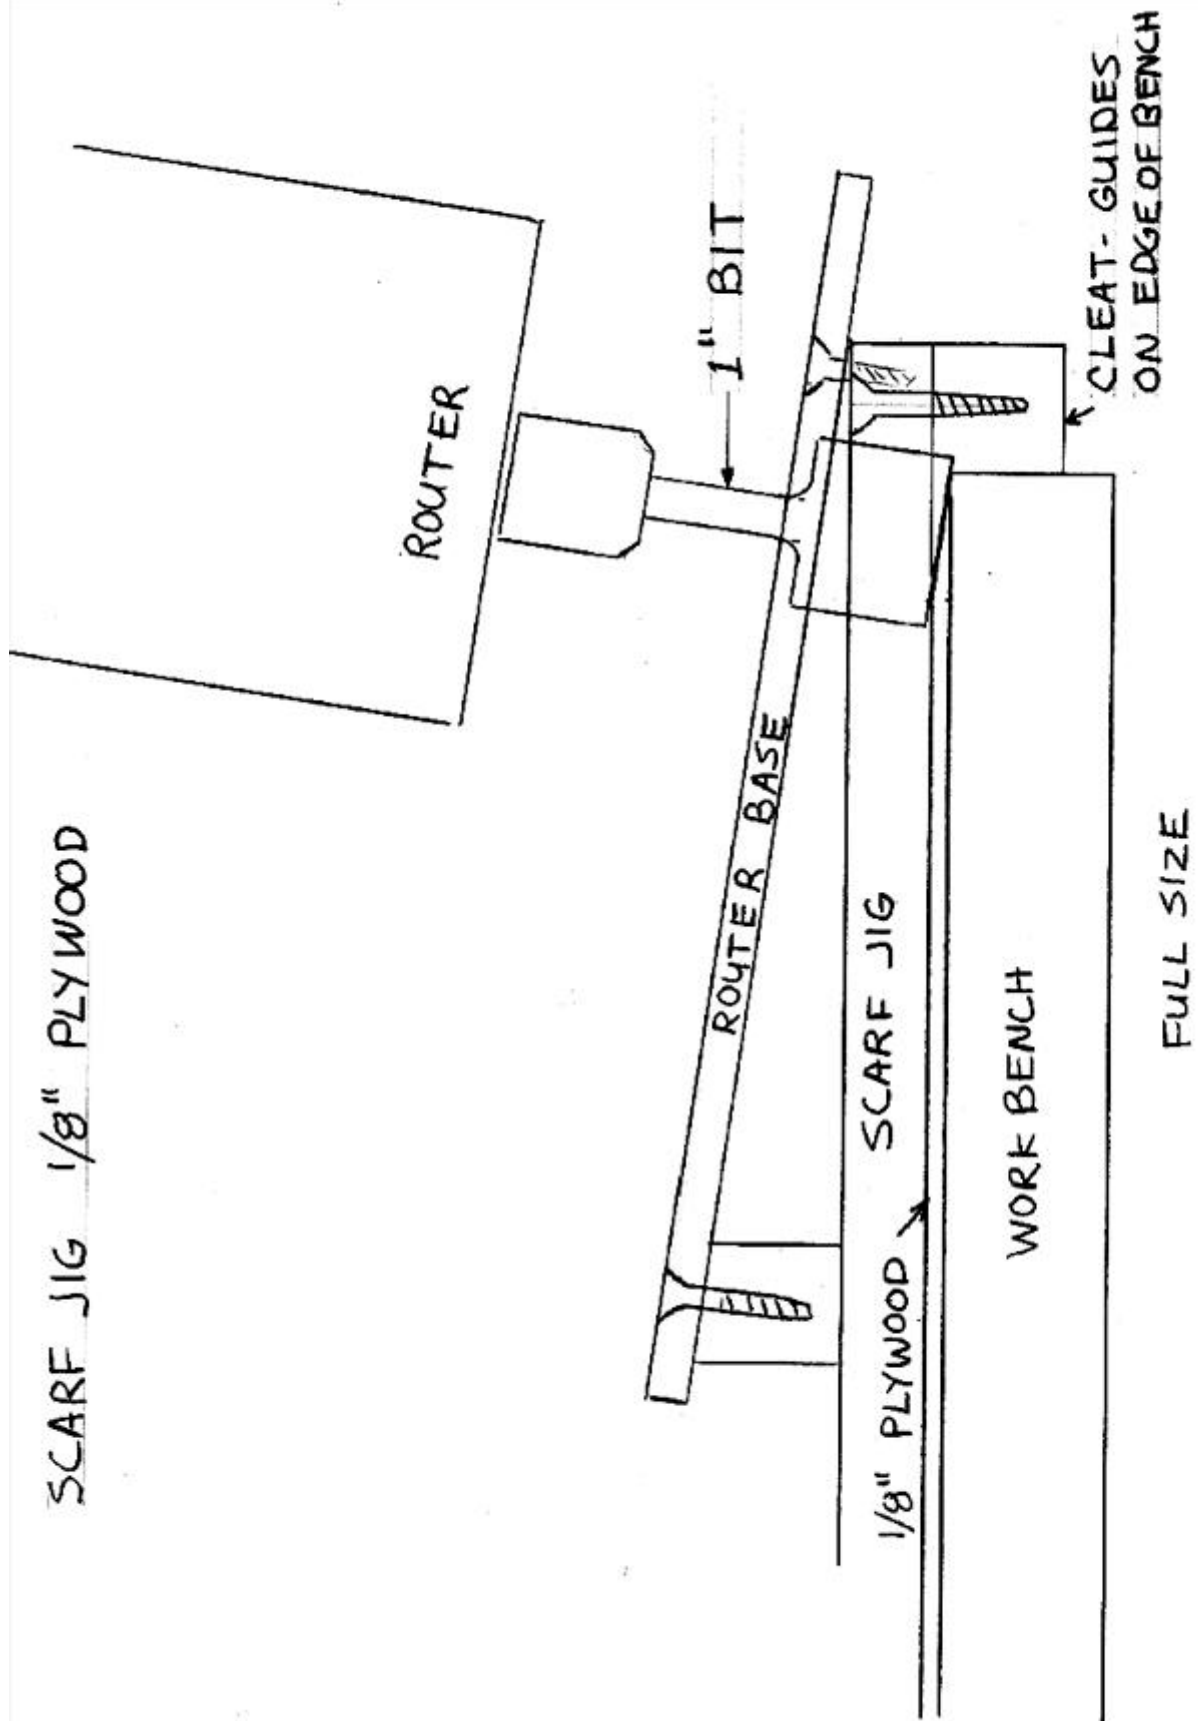 SCARF JIG 1/8" PLYWOOD
ROUTER
1" BIT
ROUTER BASE
SCARF JIG
1/8" PLYWOOD
WORK BENCH
CLEAT- GUIDES
ON EDGE OF BENCH
FULL SIZE